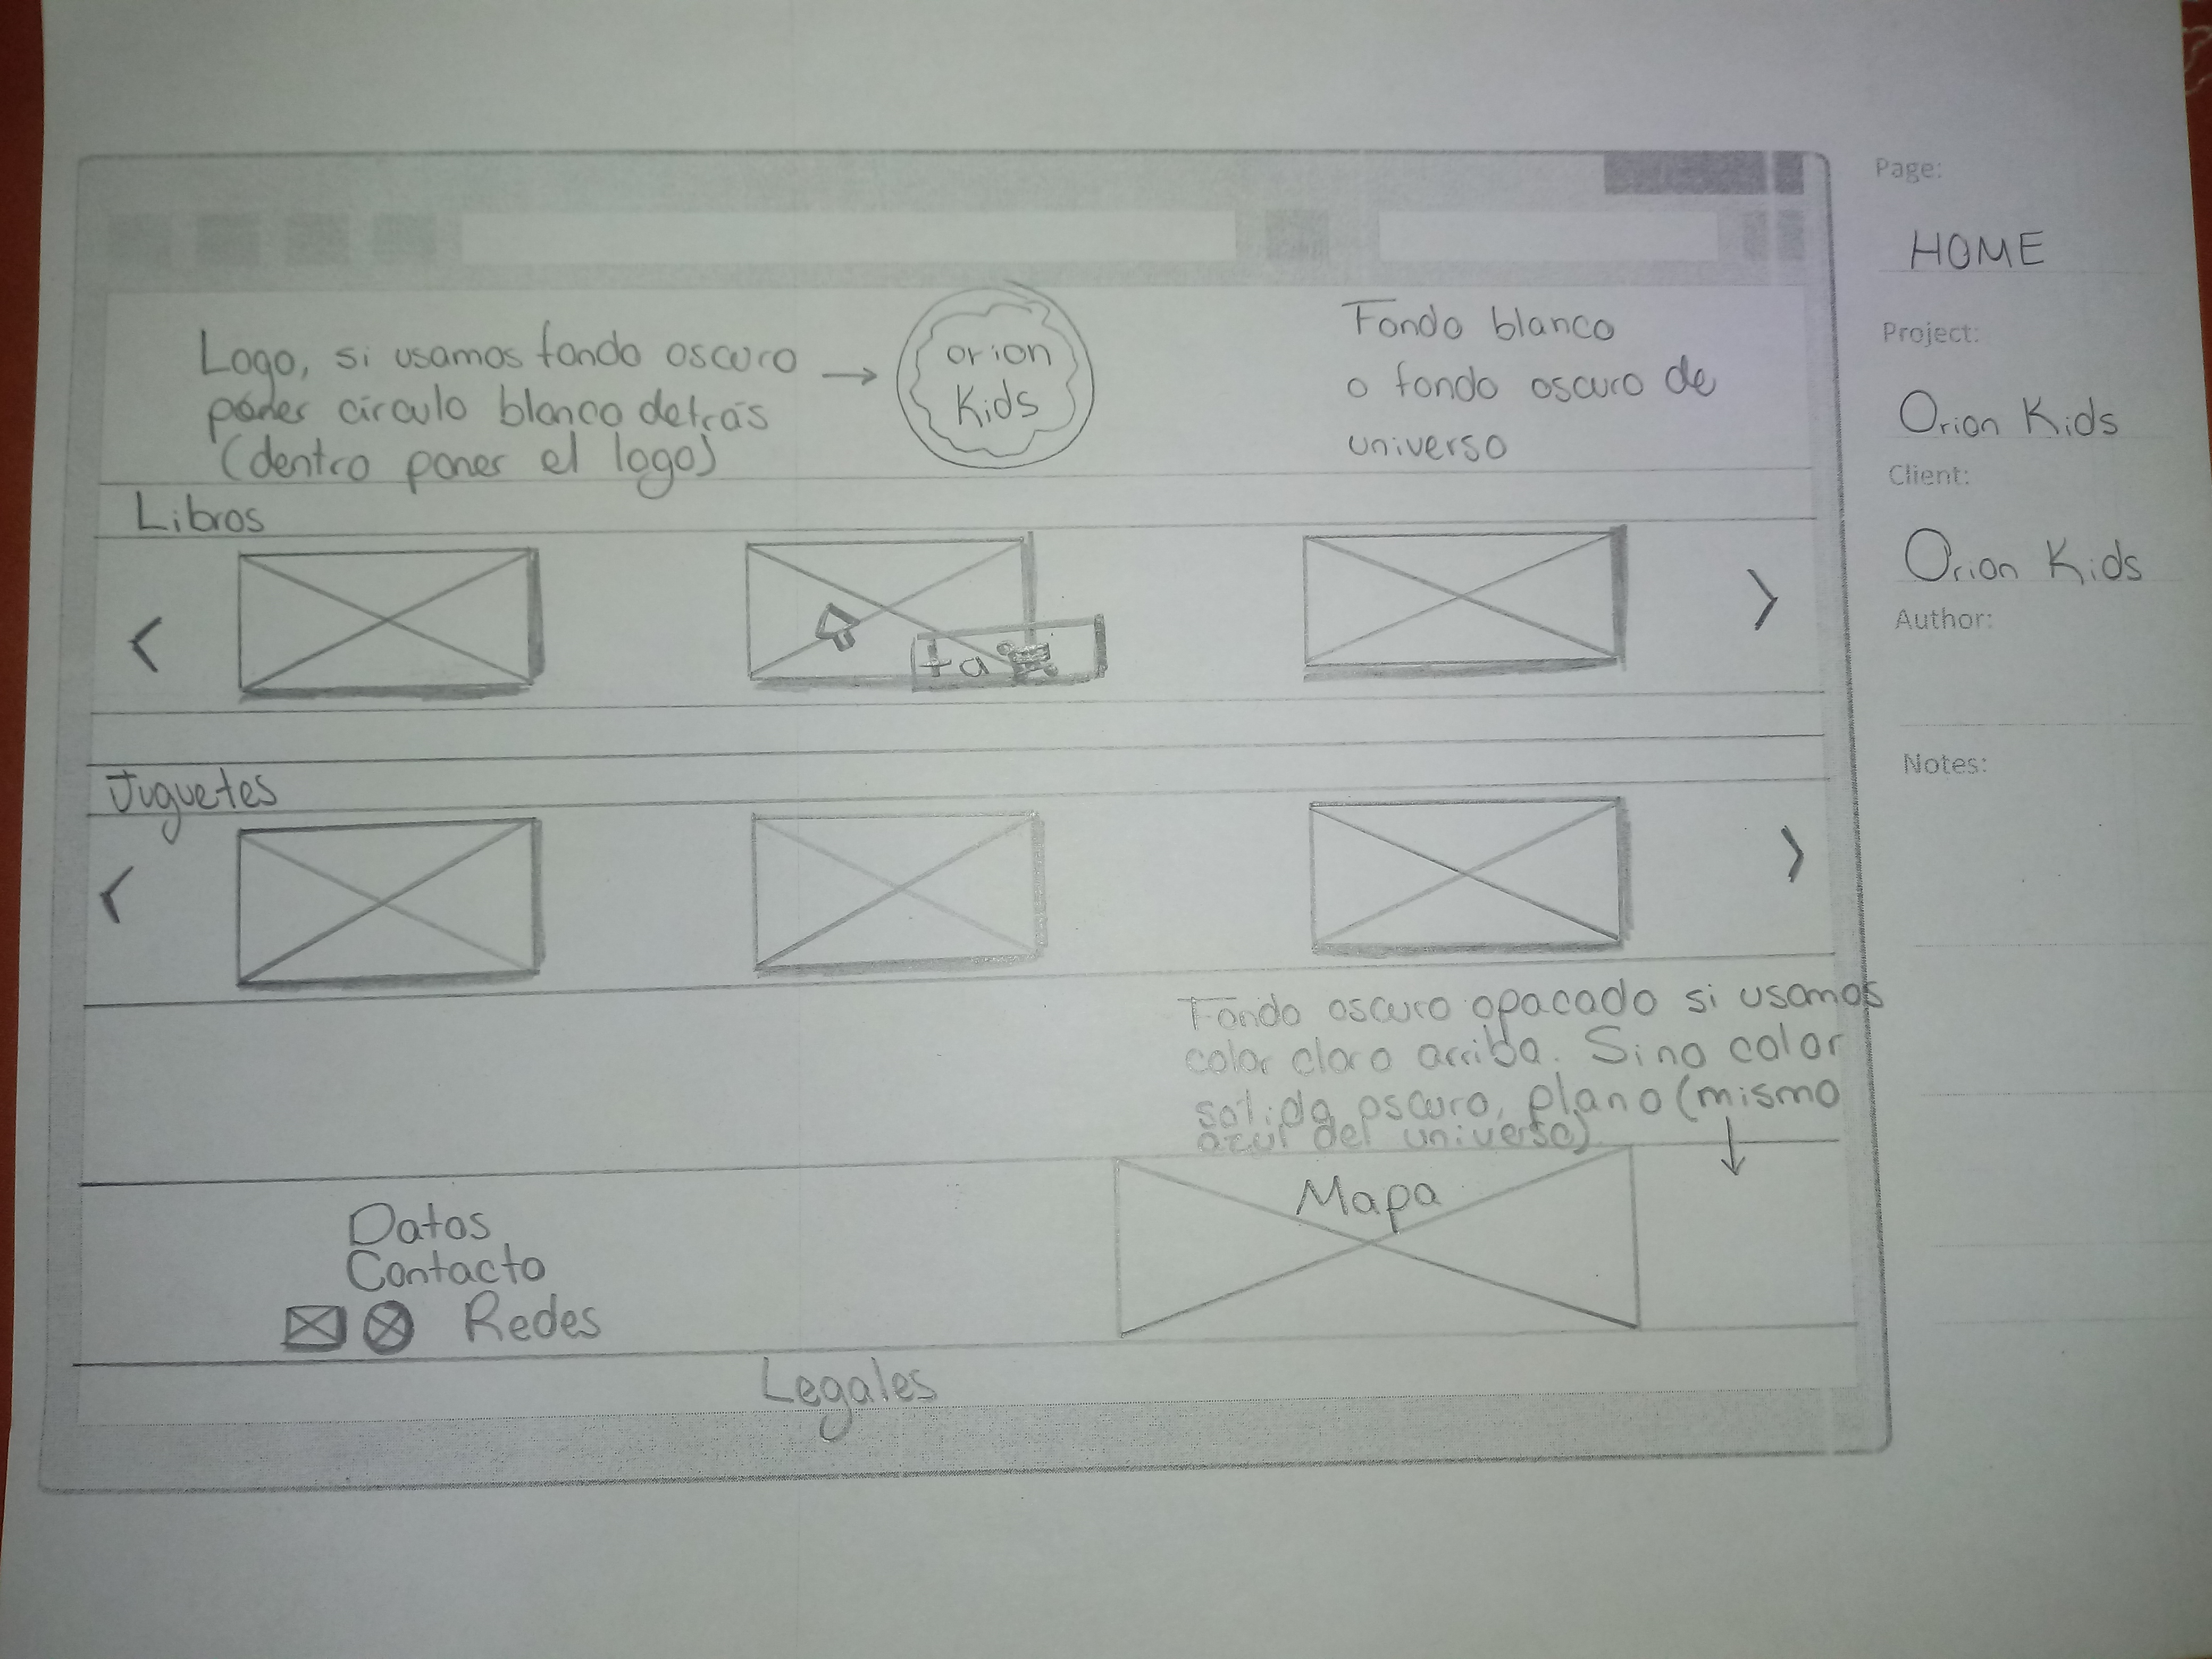 Page:
HOME
Project:
Orion Kids
Client:
Orion Kids
Author:
Notes:
Logo, si usamos fondo oscuro →
poner círculo blanco detrás
(dentro poner el logo)
orion
Kids
Fondo blanco
o fondo oscuro de
universo
Libros
<
>
+ a
Juguetes
<
>
Fondo oscuro opacado si usamos
color claro arriba. Sino color
sólido oscuro, plano (mismo
azul del universo)
Datos
Contacto
Redes
Mapa
Legales